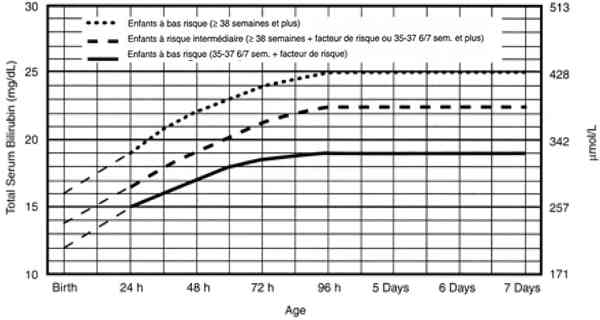 30
513
Enfants à bas risque (≥ 38 semaines et plus)
Enfants à risque intermédiaire (≥ 38 semaines + facteur de risque ou 35-37 6/7 sem. et plus)
Enfants à bas risque (35-37 6/7 sem. + facteur de risque)
25
428
20
342
15
257
10
171
Total Serum Bilirubin (mg/dL)
µmol/L
Birth 24 h 48 h 72 h 96 h 5 Days 6 Days 7 Days
Age